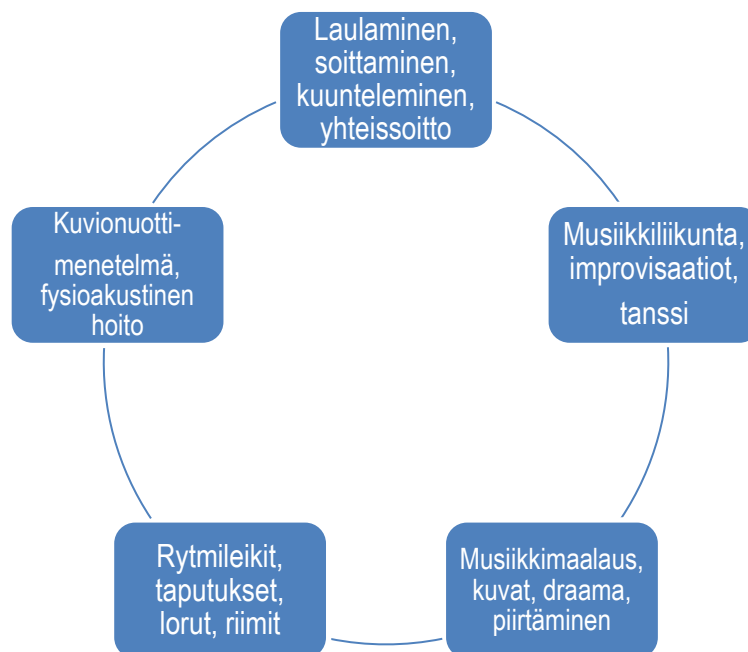 Laulaminen,
soittaminen,
kuunteleminen,
yhteissoitto
Musiikkiliikunta,
improvisaatiot,
tanssi
Musiikkimaalaus,
kuvat, draama,
piirtäminen
Rytmileikit,
taputukset,
lorut, riimit
Kuvionuotti-
menetelmä,
fysioakustinen
hoito